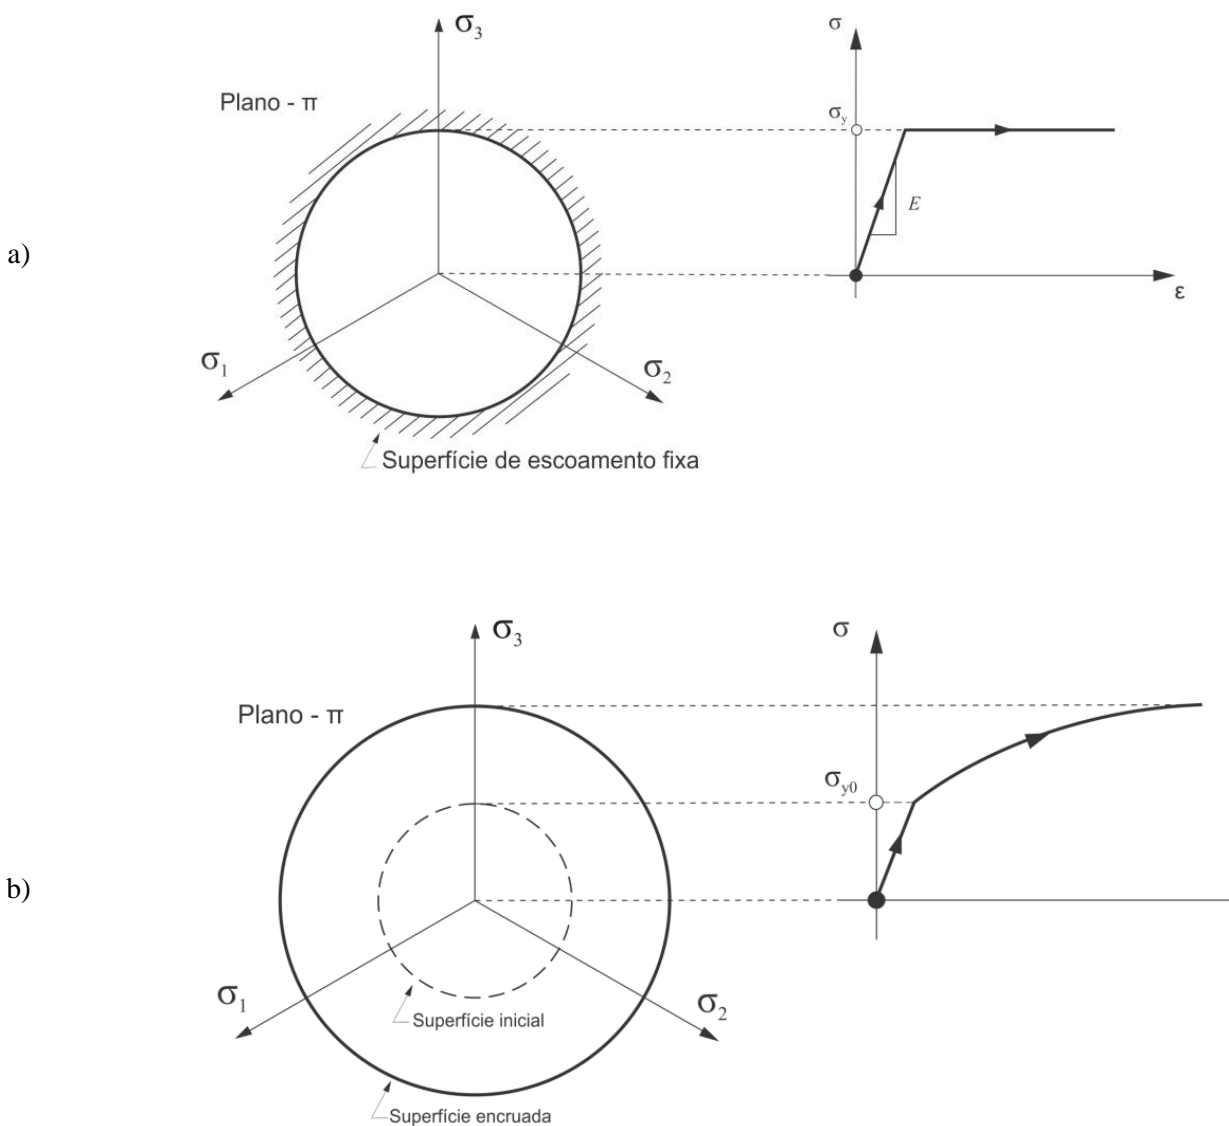 a)
Plano - π
σ3
σ1
σ2
Superfície de escoamento fixa
σ
σy
E
ε
b)
Plano - π
σ3
σ1
σ2
Superfície inicial
Superfície encruada
σ
σy0